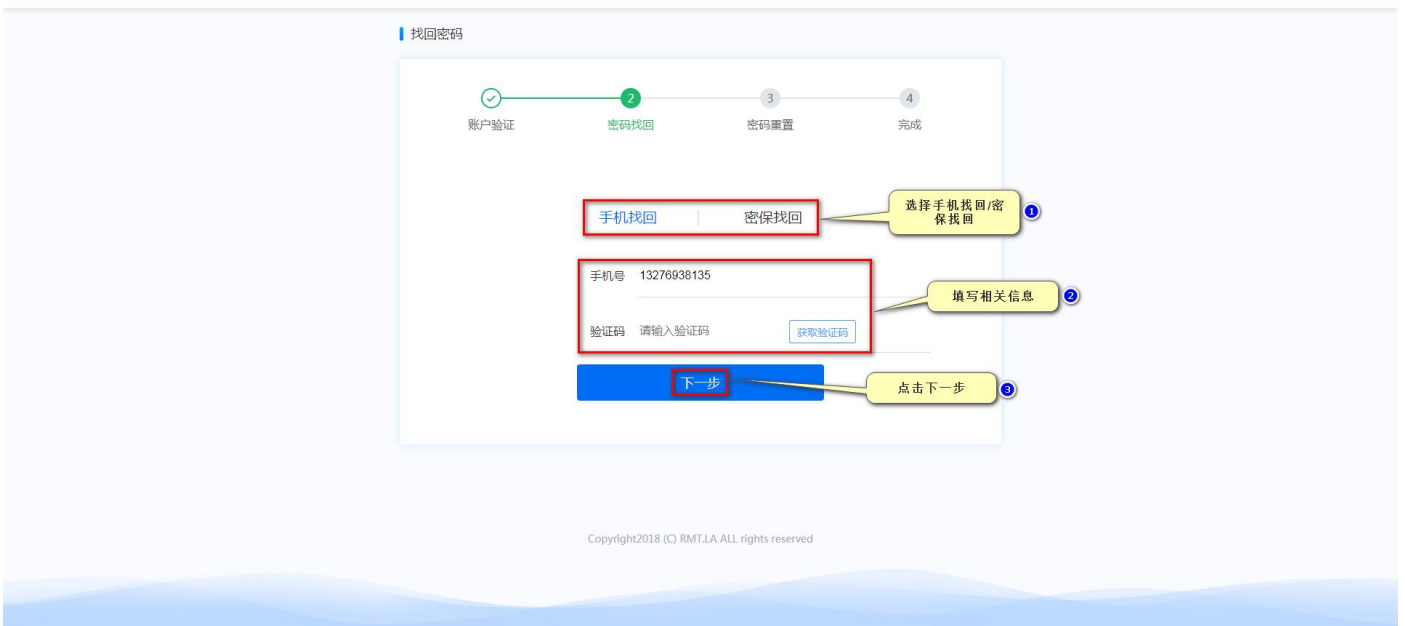 找回密码
2
3
4
账户验证
密码找回
密码重置
完成
手机找回
密保找回
选择手机找回/密
保找回
1
手机号
13276938135
填写相关信息
2
验证码
请输入验证码
获取验证码
下一步
点击下一步
3
Copyright2018 (C) RMT.LA ALL rights reserved